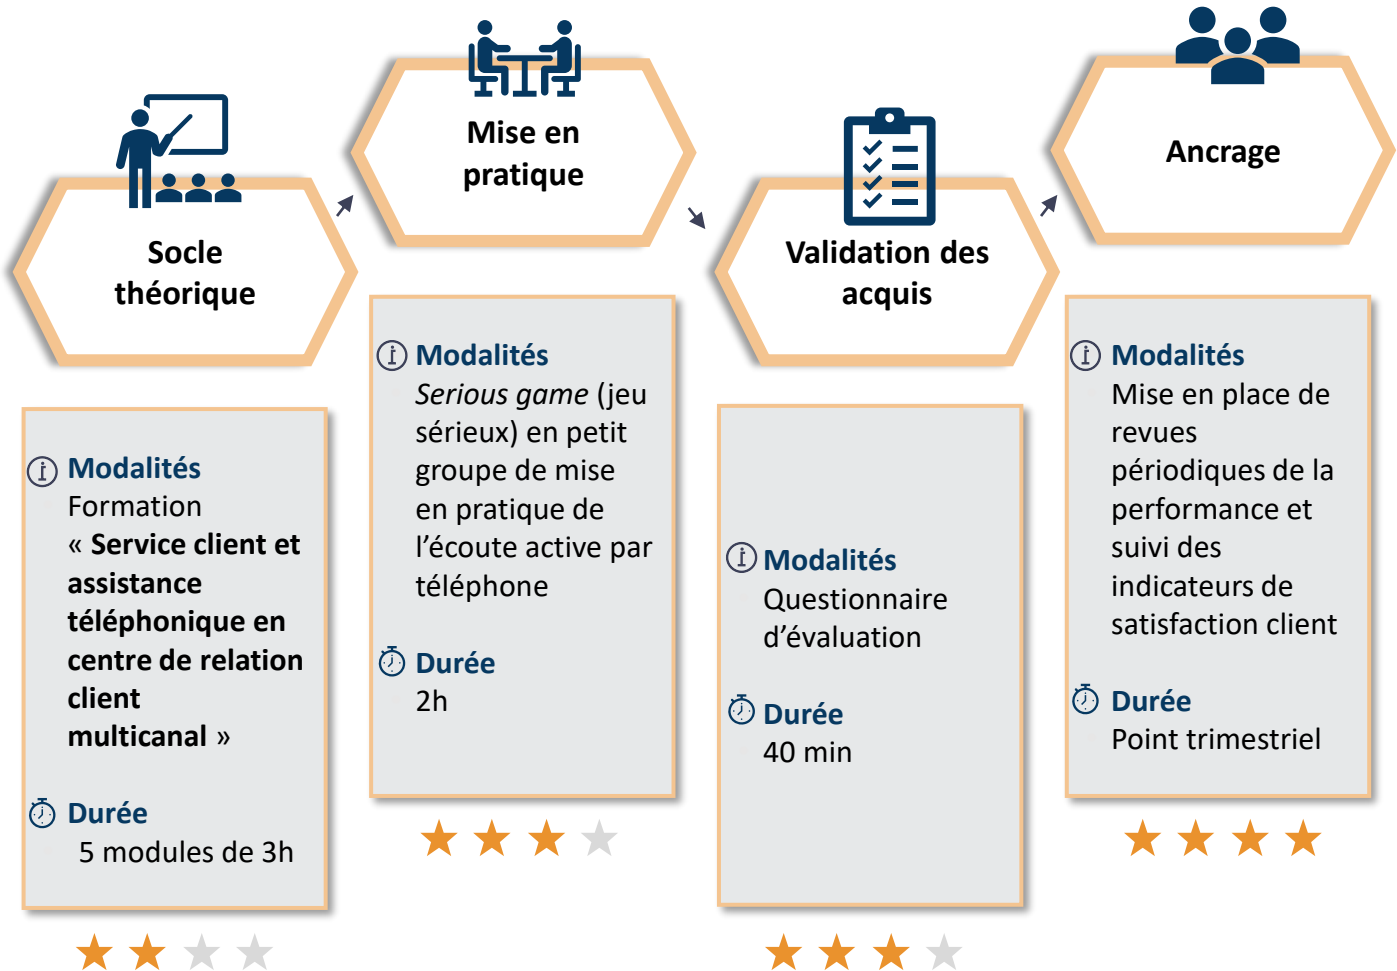 Socle
théorique
Modalités
Formation
« Service client et
assistance
téléphonique en
centre de relation
client
multicanal »
Durée
5 modules de 3h
Mise en
pratique
Modalités
Serious game (jeu
sérieux) en petit
groupe de mise
en pratique de
l’écoute active par
téléphone
Durée
2h
Validation des
acquis
Modalités
Questionnaire
d’évaluation
Durée
40 min
Ancrage
Modalités
Mise en place de
revues
périodiques de la
performance et
suivi des
indicateurs de
satisfaction client
Durée
Point trimestriel